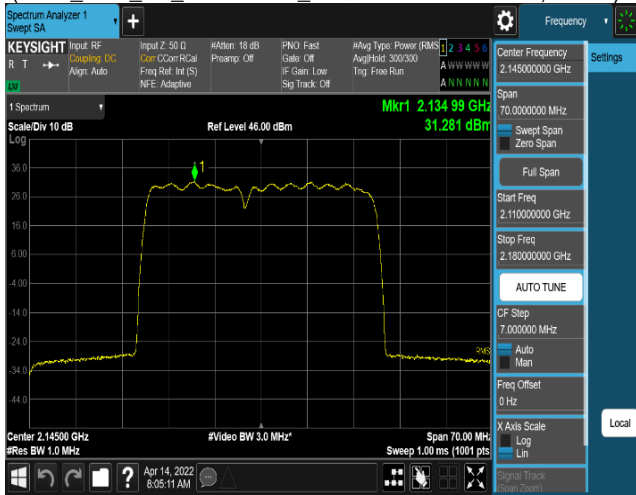 Spectrum Analyzer 1
Swept SA
Frequency
KEYSIGHT
R T
LXI
Input: RF
Coupling: DC
Align: Auto
Input Z: 50 Ω
Corr CCorr RCal
Freq Ref: Int (S)
NFE: Adaptive
#Atten: 18 dB
Preamp: Off
PNO: Fast
Gate: Off
IF Gain: Low
Sig Track: Off
#Avg Type: Power (RMS
Avg|Hold: 300/300
Trig: Free Run
1 2 3 4 5 6
A W W W W W
A N N N N N
1 Spectrum
Scale/Div 10 dB
Ref Level 46.00 dBm
Mkr1 2.134 99 GHz
31.281 dBm
Log
36.0
26.0
16.0
6.00
-4.00
-14.0
-24.0
-34.0
-44.0
1
RMS
Center 2.14500 GHz
#Res BW 1.0 MHz
#Video BW 3.0 MHz*
Span 70.00 MHz
Sweep 1.00 ms (1001 pts
Apr 14, 2022
8:05:11 AM
Center Frequency
2.145000000 GHz
Settings
Span
70.0000000 MHz
Swept Span
Zero Span
Full Span
Start Freq
2.110000000 GHz
Stop Freq
2.180000000 GHz
AUTO TUNE
CF Step
7.000000 MHz
Auto
Man
Freq Offset
0 Hz
X Axis Scale
Log
Lin
Local
Signal Track
(Span Zoom)